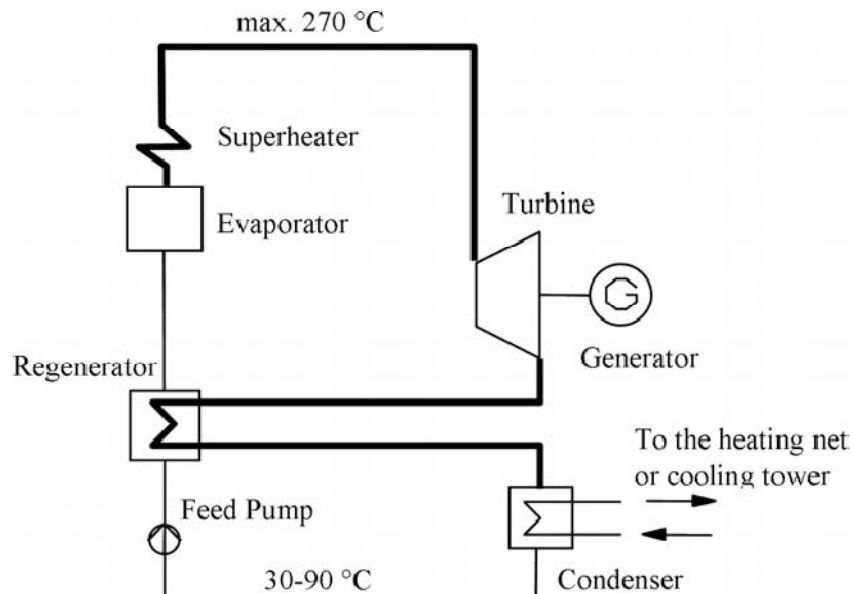 max. 270 °C
Superheater
Evaporator
Turbine
G
Generator
Regenerator
To the heating net
or cooling tower
Feed Pump
30-90 °C
Condenser